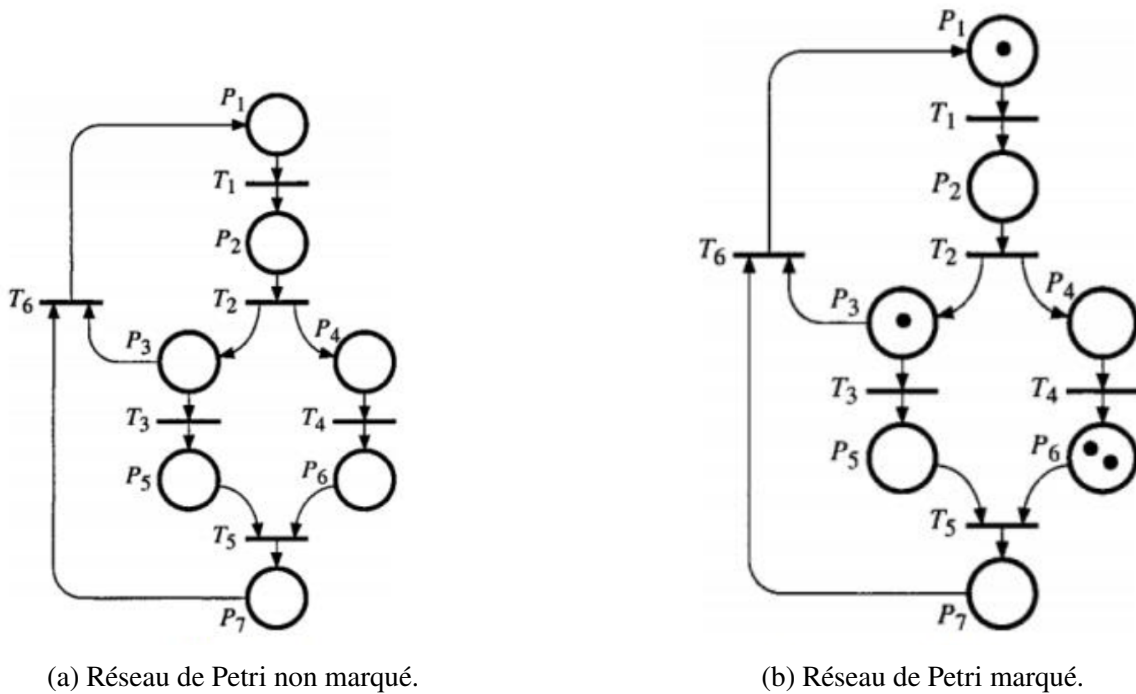 P1
T1
P2
T6
T2
P3
P4
T3
T4
P5
P6
T5
P7
(a) Réseau de Petri non marqué.
P1
T1
P2
T6
T2
P3
P4
T3
T4
P5
P6
T5
P7
(b) Réseau de Petri marqué.